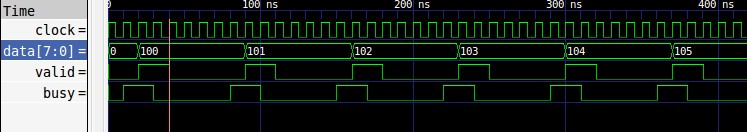 Time
0 100 ns 200 ns 300 ns 400 ns
clock=
data[7:0]= 0 100 101 102 103 104 105
valid=
busy=